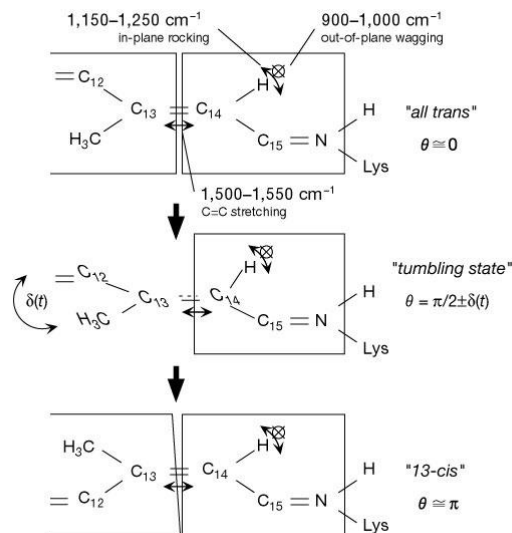 1,150–1,250 cm⁻¹
in-plane rocking
900–1,000 cm⁻¹
out-of-plane wagging
C₁₂
H
C₁₃
C₁₄
H₃C
C₁₅
N
H
Lys
"all trans"
θ≅0
1,500–1,550 cm⁻¹
C=C stretching
δ(t)
C₁₂
H
C₁₃
C₁₄
H₃C
C₁₅
N
H
Lys
"tumbling state"
θ = π/2±δ(t)
H₃C
H
C₁₃
C₁₄
C₁₂
C₁₅
N
H
Lys
"13-cis"
θ≅π